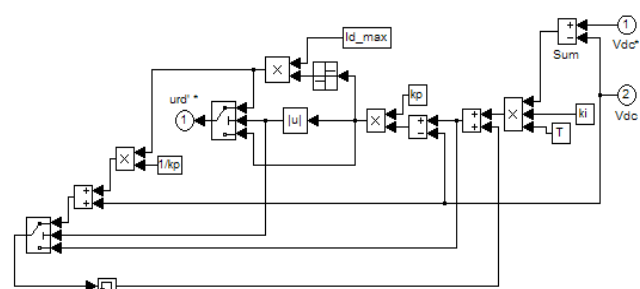 Id_max
1
Vdc*
Sum
urd' *
1
|u|
kp
ki
2
Vdc
T
1/kp